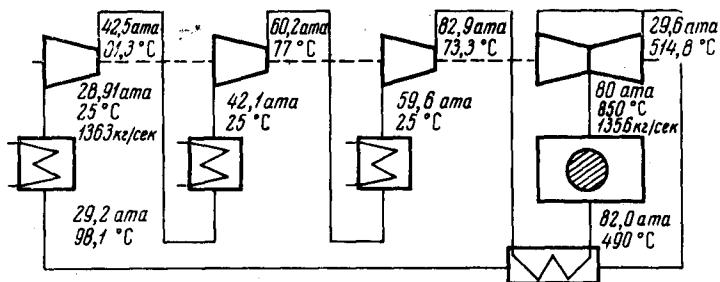 42,5 ата
81,3 °C
60,2 ата
77 °C
82,9 ата
73,3 °C
29,6 ата
514,8 °C
28,91 ата
25 °C
1363 кг/сек
42,1 ата
25 °C
59,6 ата
25 °C
80 ата
850 °C
1356 кг/сек
29,2 ата
98,1 °C
82,0 ата
490 °C